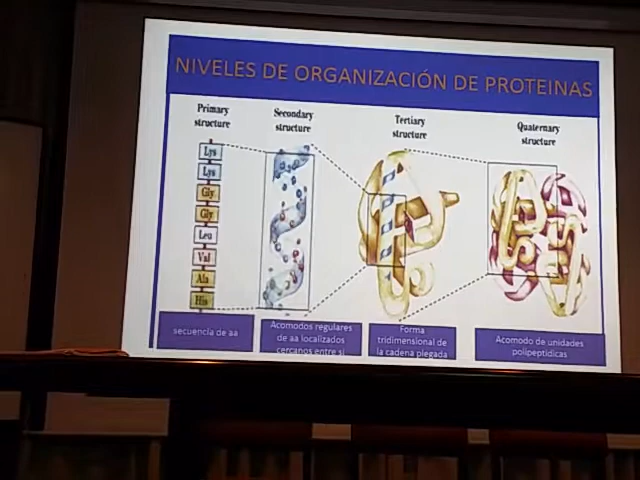 NIVELES DE ORGANIZACIÓN DE PROTEINAS
Primary
structure
Secondary
structure
Tertiary
structure
Quaternary
structure
Lys
Lys
Gly
Gly
Leu
Val
Ala
His
secuencia de aa
Acomodos regulares
de aa localizados
cercanos entre si
Forma
tridimensional de
la cadena plegada
Acomodo de unidades
polipeptidicas